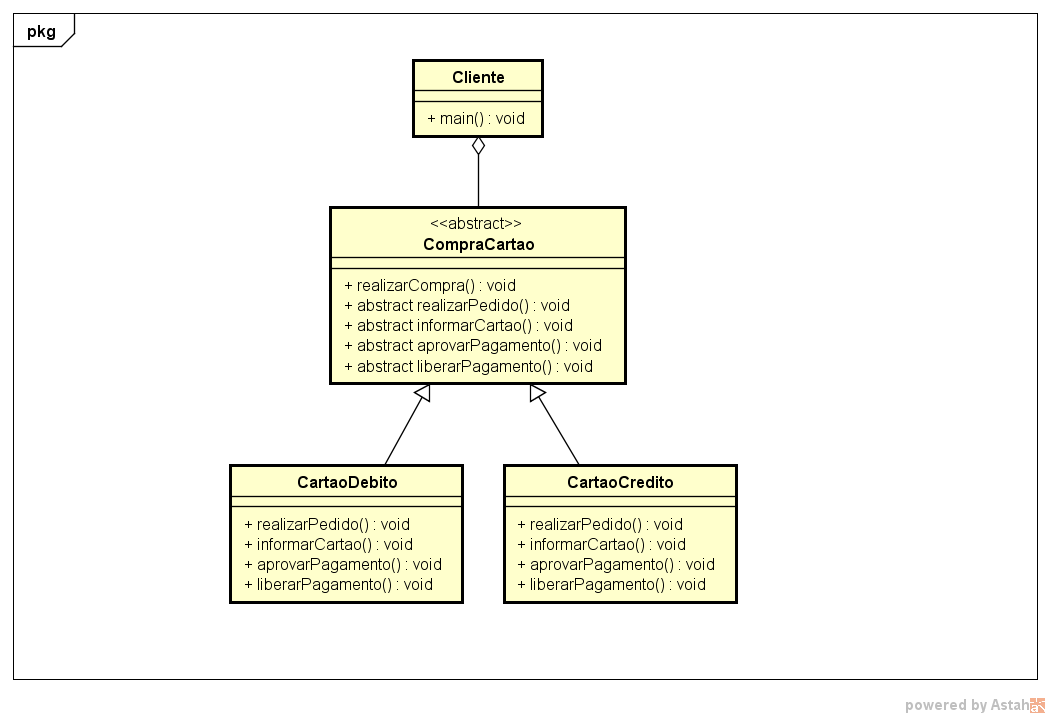 pkg
Cliente
+ main() : void
<<abstract>>
CompraCartao
+ realizarCompra() : void
+ abstract realizarPedido() : void
+ abstract informarCartao() : void
+ abstract aprovarPagamento() : void
+ abstract liberarPagamento() : void
CartaoDebito
+ realizarPedido() : void
+ informarCartao() : void
+ aprovarPagamento() : void
+ liberarPagamento() : void
CartaoCredito
+ realizarPedido() : void
+ informarCartao() : void
+ aprovarPagamento() : void
+ liberarPagamento() : void
powered by Astah